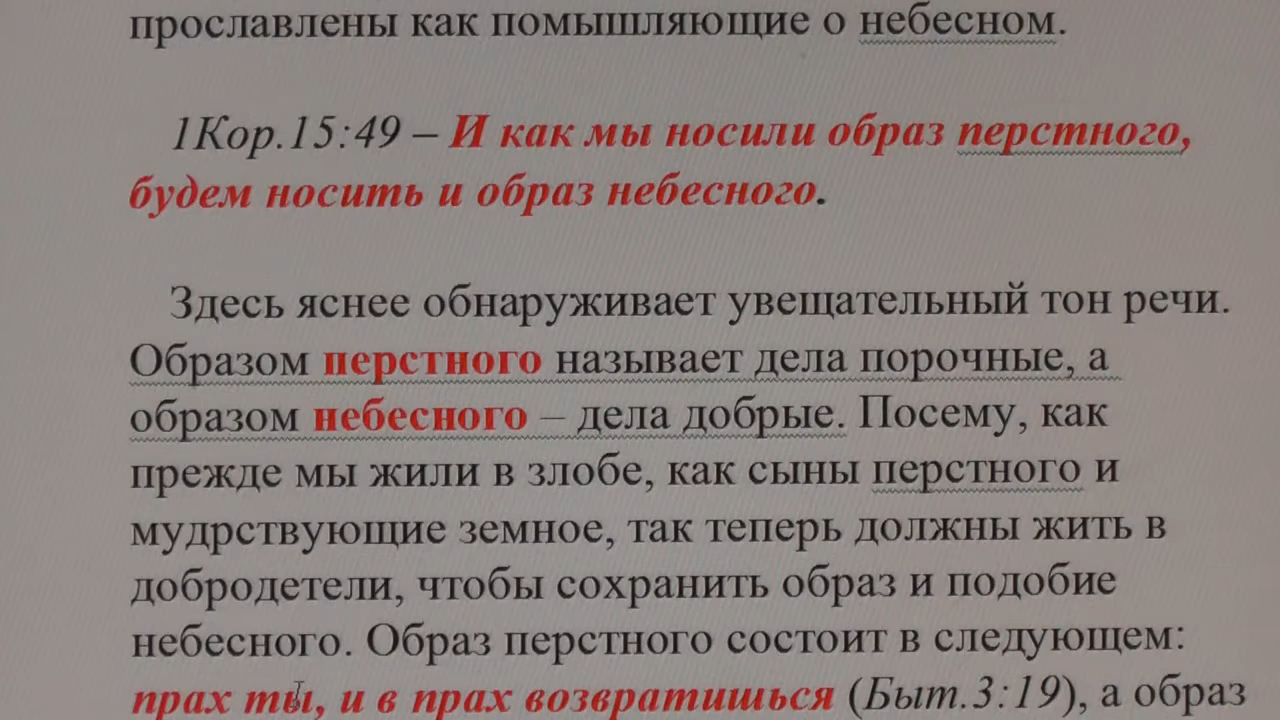 прославлены как помышляющие о небесном.
1Кор.15:49 – И как мы носили образ перстного,
будем носить и образ небесного.
Здесь яснее обнаруживает увещательный тон речи.
Образом перстного называет дела порочные, а
образом небесного – дела добрые. Посему, как
прежде мы жили в злобе, как сыны перстного и
мудрствующие земное, так теперь должны жить в
добродетели, чтобы сохранить образ и подобие
небесного. Образ перстного состоит в следующем:
прах ты, и в прах возвратишься (Быт.3:19), а образ